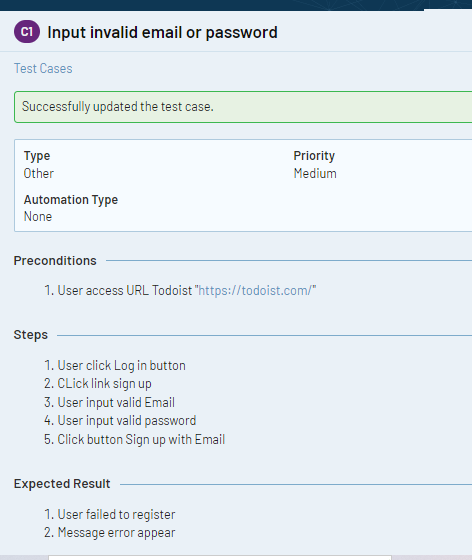 C1 Input invalid email or password
Test Cases
Successfully updated the test case.
Type Priority
Other Medium
Automation Type
None
Preconditions
1. User access URL Todoist "https://todoist.com/"
Steps
1. User click Log in button
2. CLick link sign up
3. User input valid Email
4. User input valid password
5. Click button Sign up with Email
Expected Result
1. User failed to register
2. Message error appear